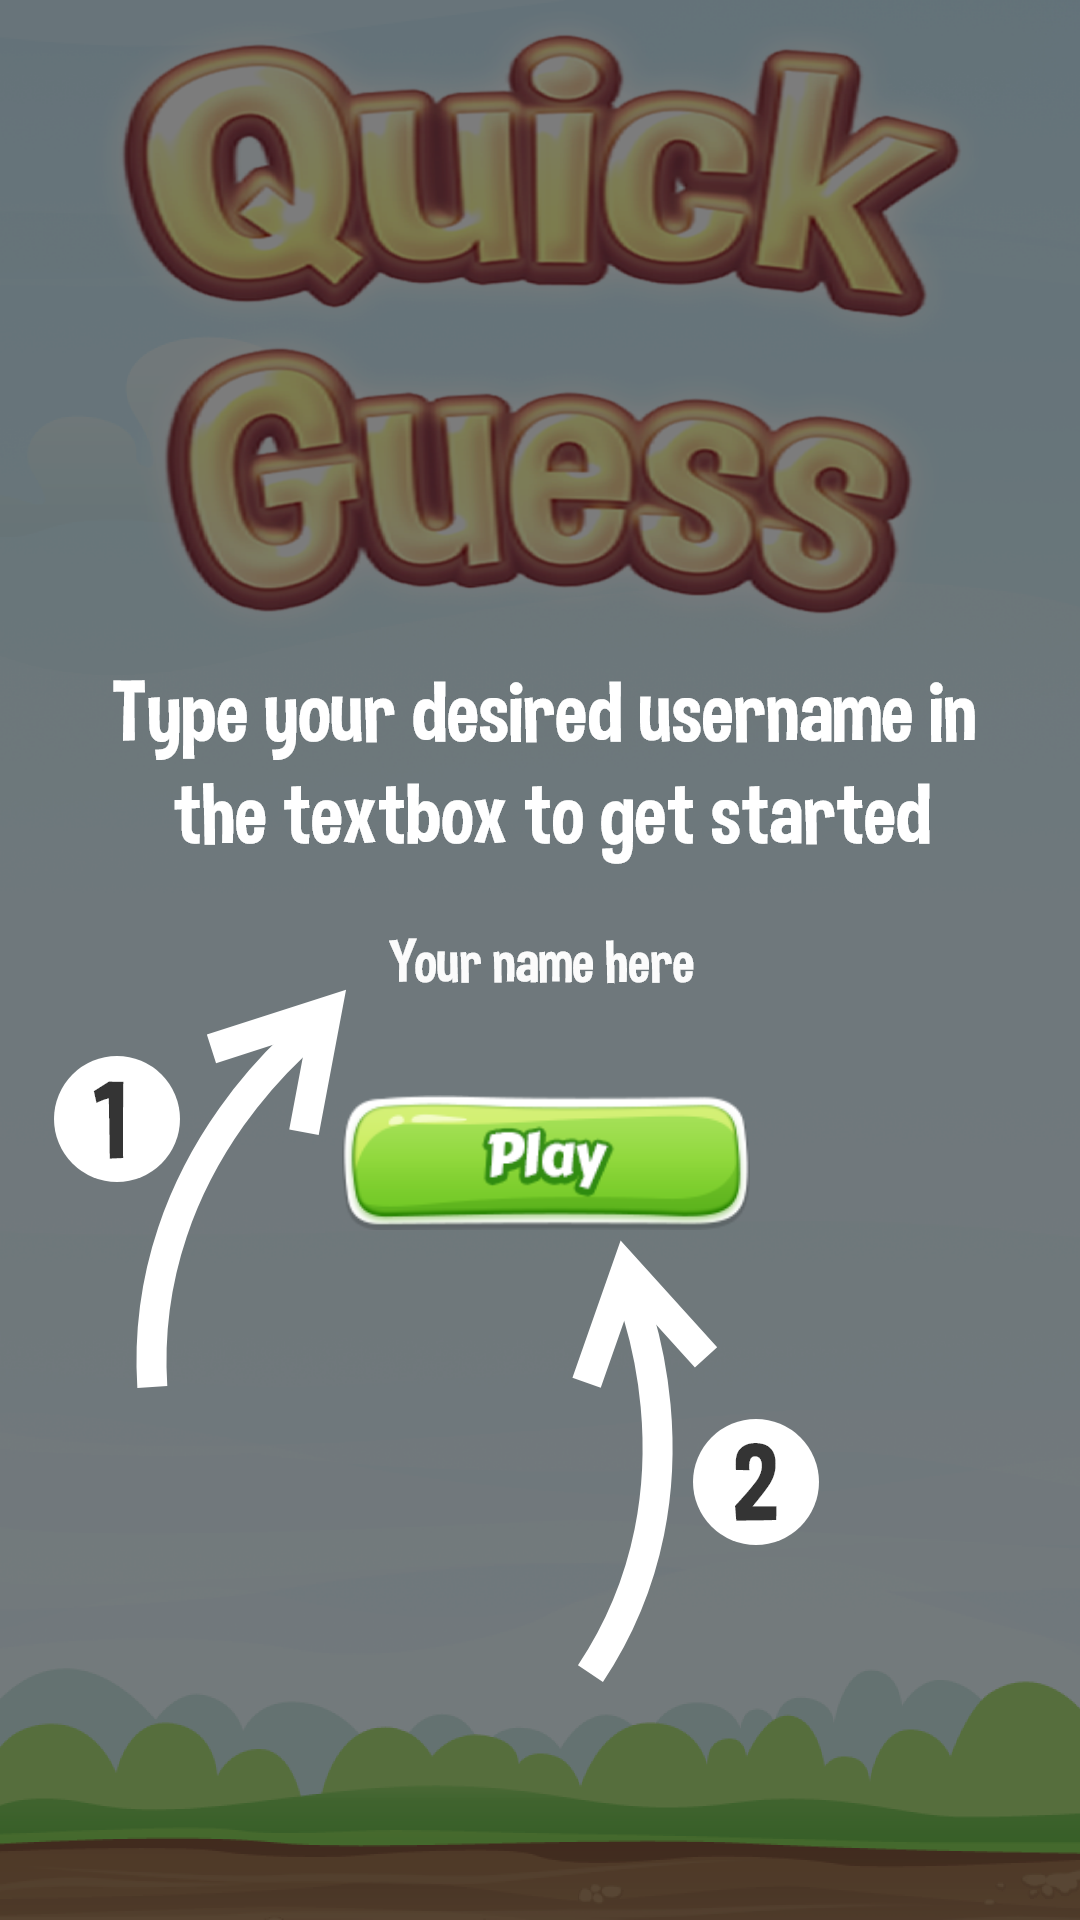 Quick
Guess
Type your desired username in
the textbox to get started
Your name here
1
Play
2